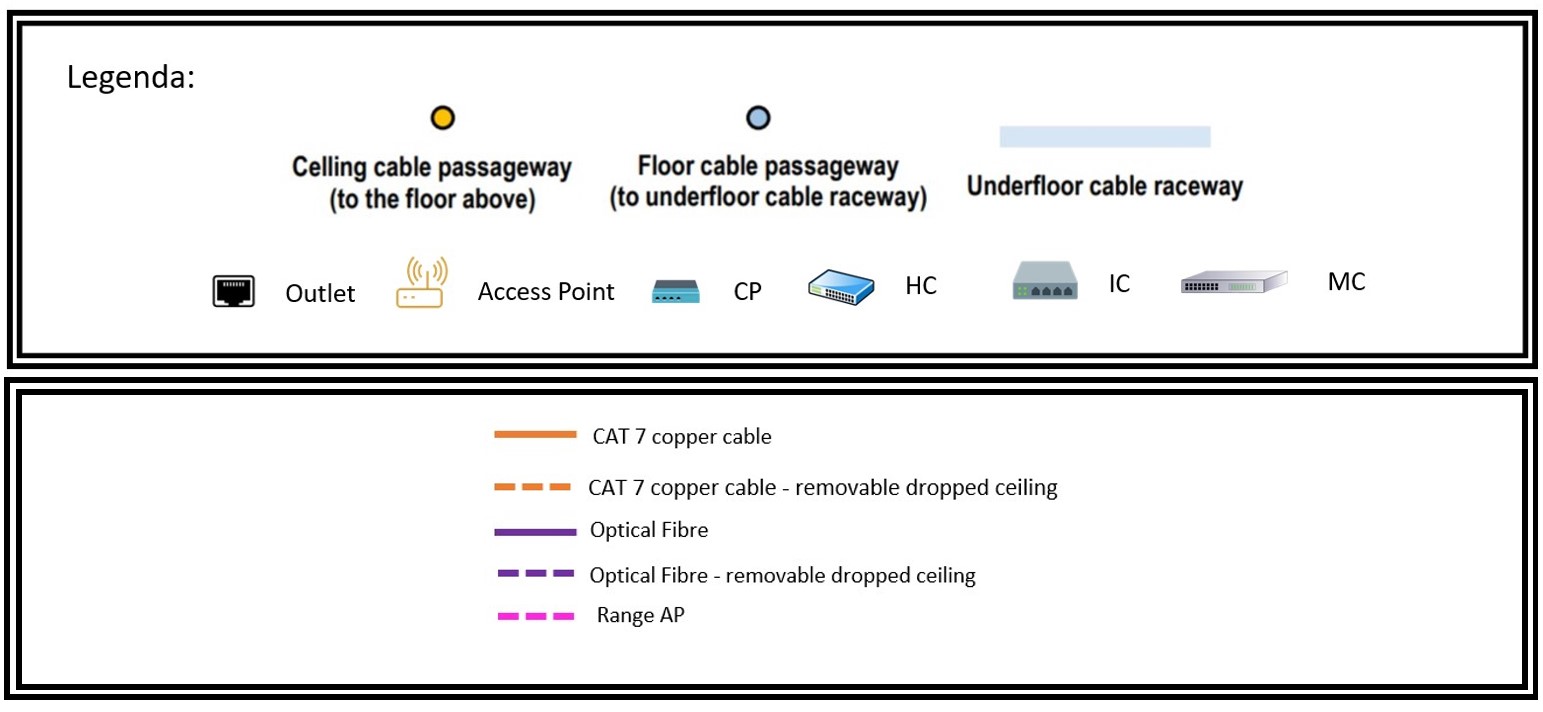 Legenda:
Celling cable passageway
(to the floor above)
Floor cable passageway
(to underfloor cable raceway)
Underfloor cable raceway
Outlet
Access Point
CP
HC
IC
MC
CAT 7 copper cable
CAT 7 copper cable - removable dropped ceiling
Optical Fibre
Optical Fibre - removable dropped ceiling
Range AP